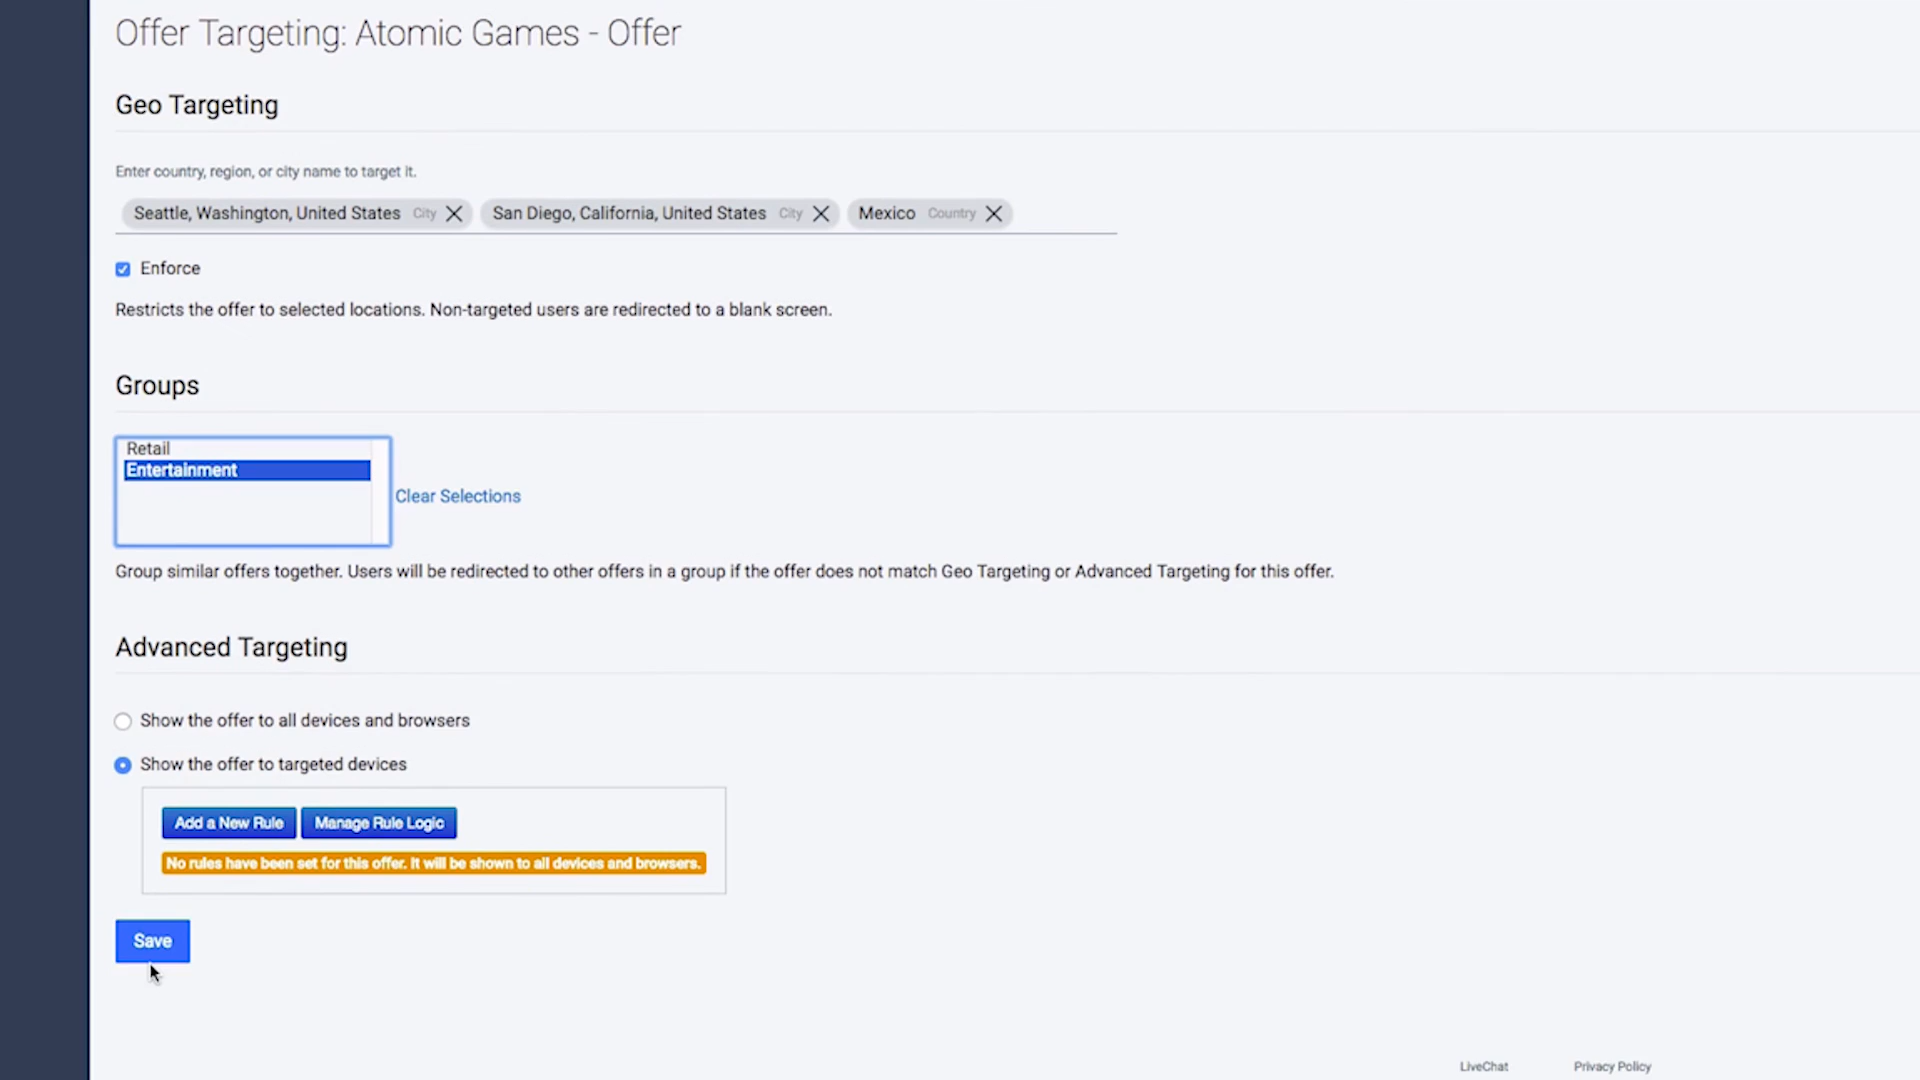 Offer Targeting: Atomic Games - Offer
Geo Targeting
Enter country, region, or city name to target it.
Seattle, Washington, United States City San Diego, California, United States City Mexico Country
Enforce
Restricts the offer to selected locations. Non-targeted users are redirected to a blank screen.
Groups
Retail
Entertainment
Clear Selections
Group similar offers together. Users will be redirected to other offers in a group if the offer does not match Geo Targeting or Advanced Targeting for this offer.
Advanced Targeting
Show the offer to all devices and browsers
Show the offer to targeted devices
Add a New Rule Manage Rule Logic
No rules have been set for this offer. It will be shown to all devices and browsers.
Save
LiveChat Privacy Policy